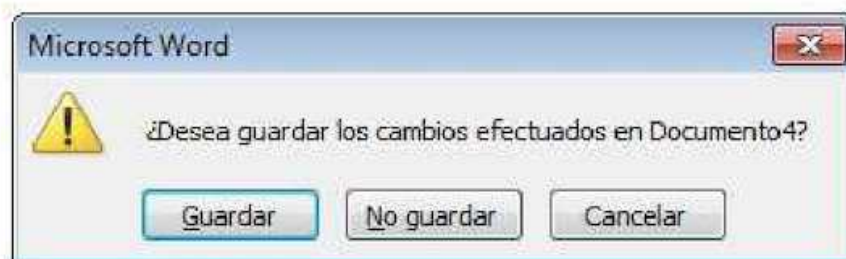 Microsoft Word
¿Desea guardar los cambios efectuados en Documento4?
Guardar No guardar Cancelar